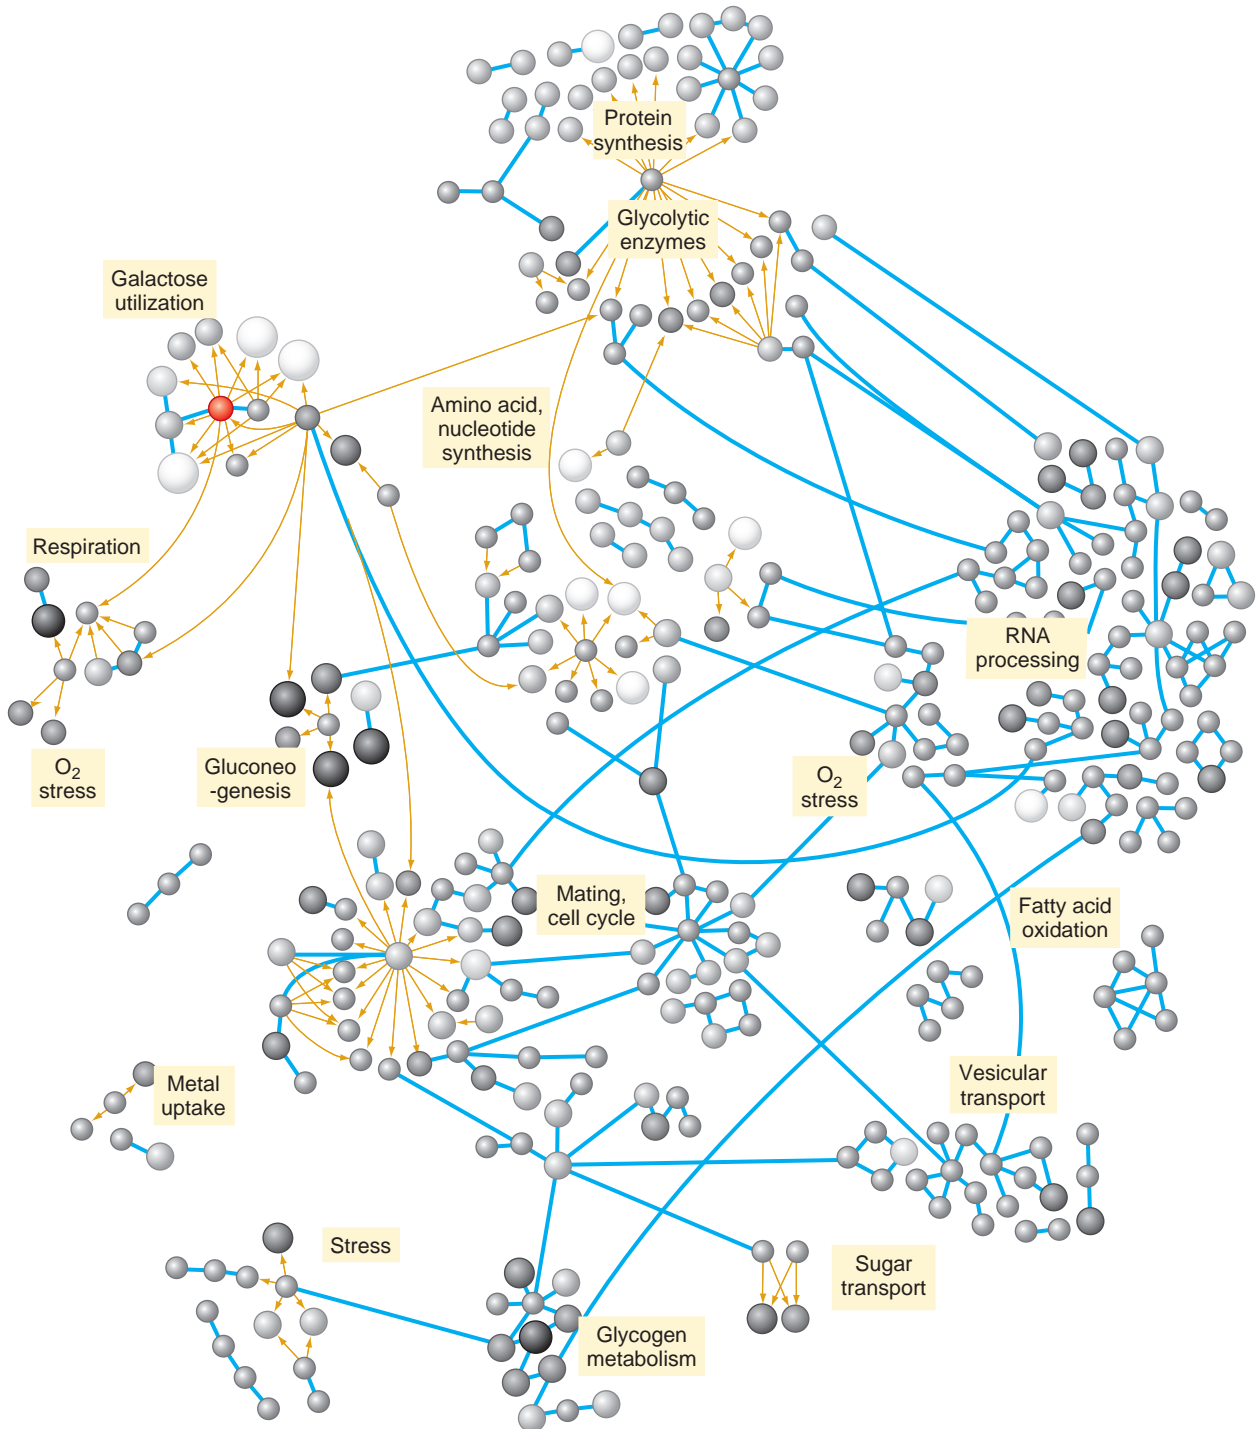 Protein
synthesis
Glycolytic
enzymes
Galactose
utilization
Amino acid,
nucleotide
synthesis
Respiration
RNA
processing
O2
stress
Gluconeo
-genesis
O2
stress
Mating,
cell cycle
Fatty acid
oxidation
Metal
uptake
Vesicular
transport
Stress
Sugar
transport
Glycogen
metabolism